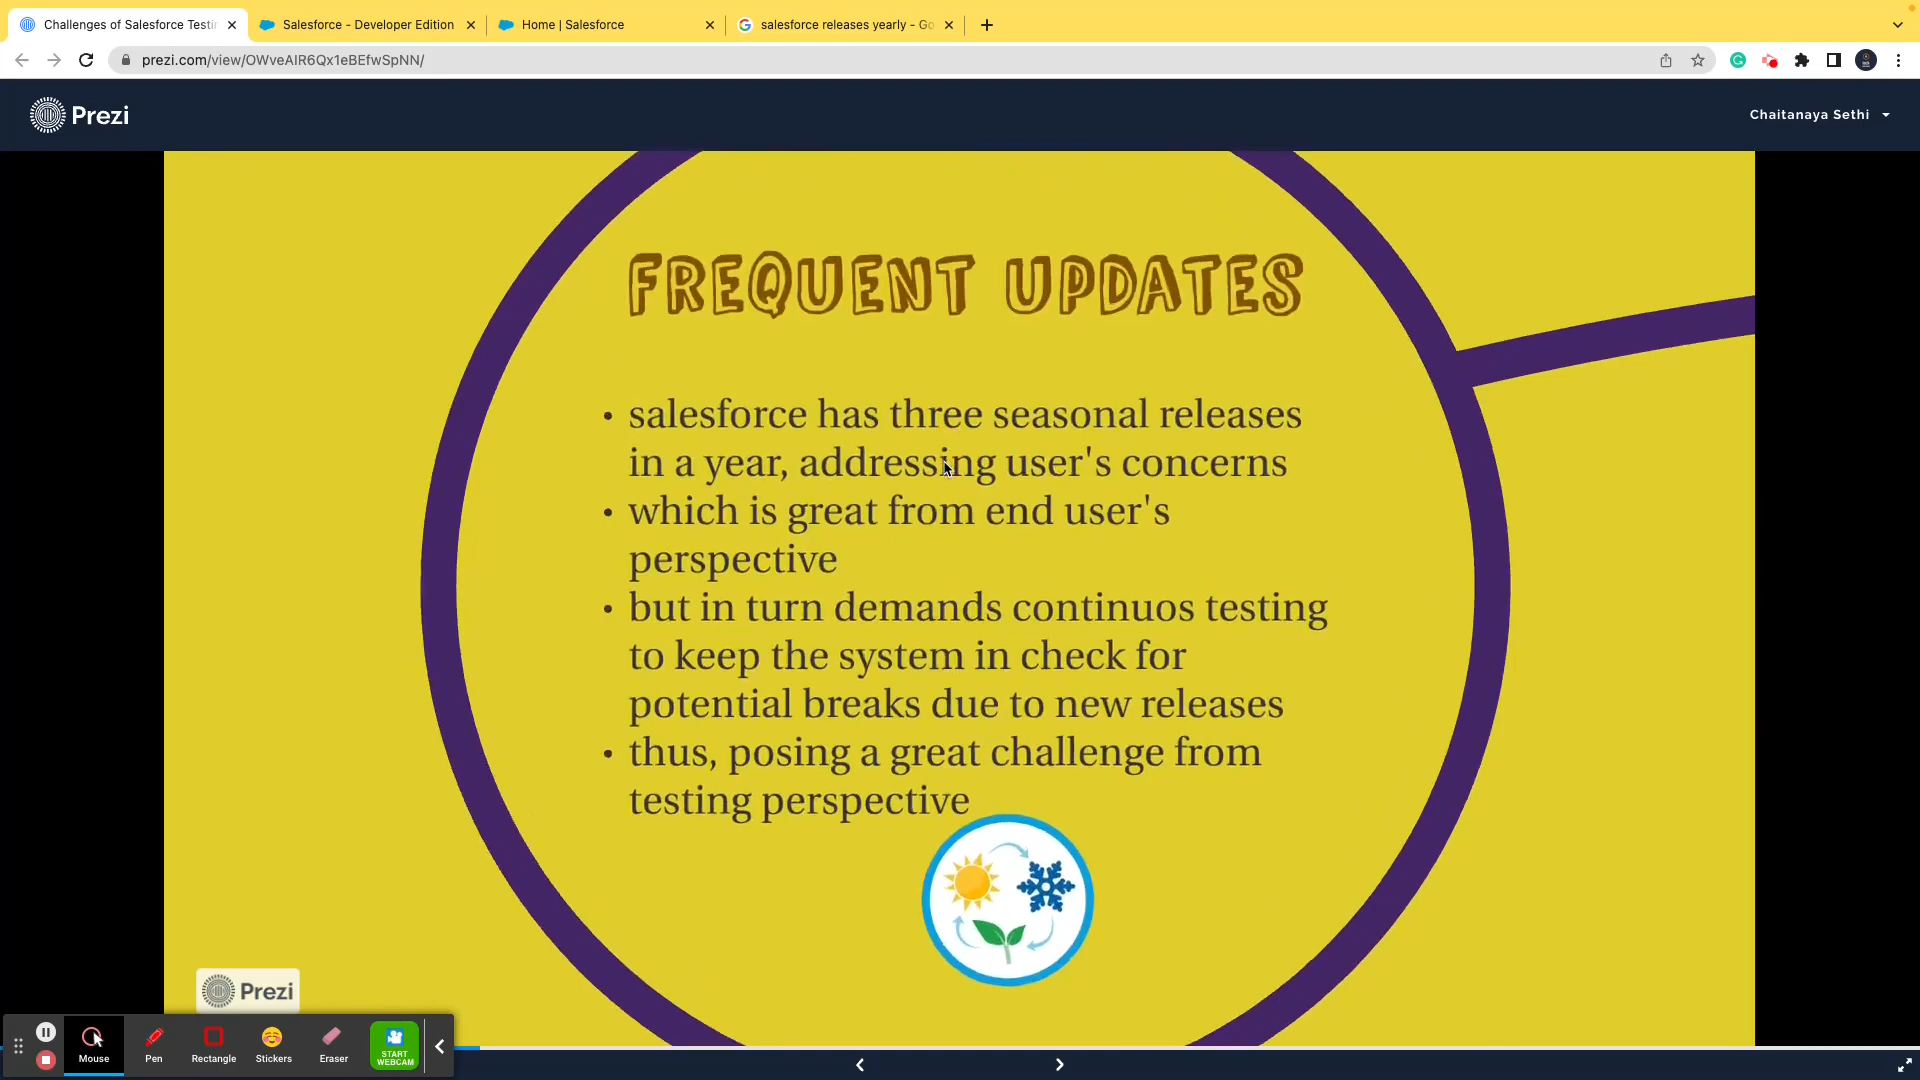 Challenges of Salesforce Testin
Salesforce - Developer Edition
Home | Salesforce
salesforce releases yearly - Go
prezi.com/view/OWveAIR6Qx1eBEfwSpNN/
Prezi
Chaitanaya Sethi
FREQUENT UPDATES
• salesforce has three seasonal releases
in a year, addressing user's concerns
• which is great from end user's
perspective
• but in turn demands continuos testing
to keep the system in check for
potential breaks due to new releases
• thus, posing a great challenge from
testing perspective
Prezi
Mouse
Pen
Rectangle
Stickers
Eraser
START
WEBCAM